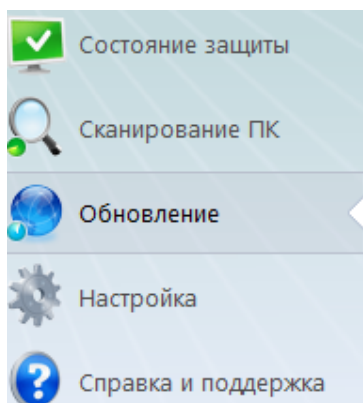 Состояние защиты
Сканирование ПК
Обновление
Настройка
Справка и поддержка